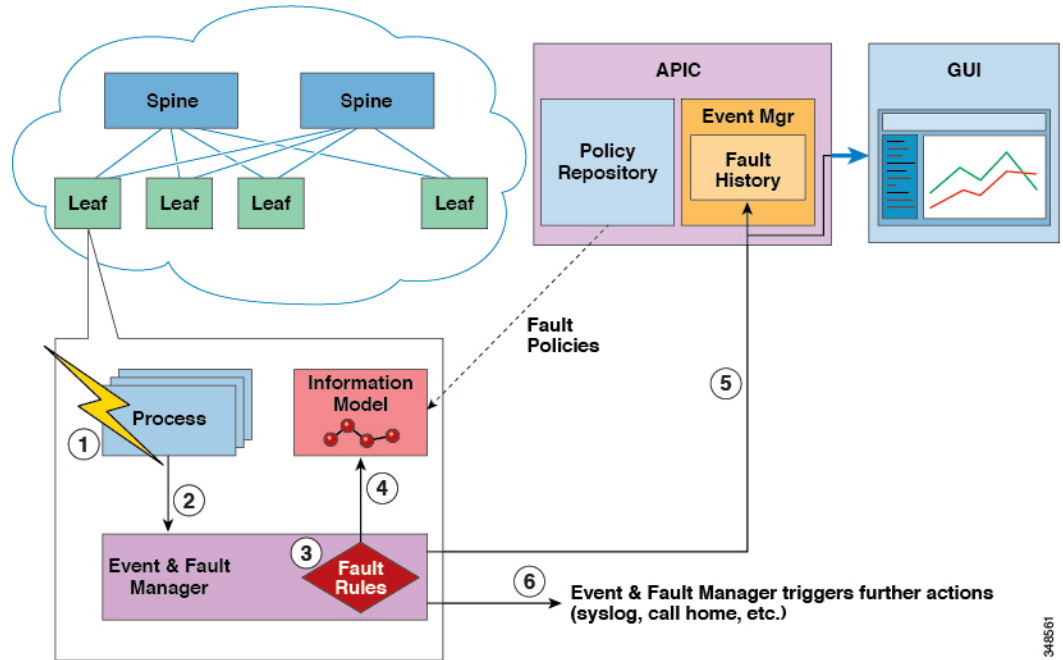 Spine
Spine
Leaf
Leaf
Leaf
Leaf
APIC
Policy
Repository
Event Mgr
Fault
History
GUI
Fault
Policies
Process
1
Information
Model
2
4
5
3
Event & Fault
Manager
Fault
Rules
6
Event & Fault Manager triggers further actions
(syslog, call home, etc.)
348561